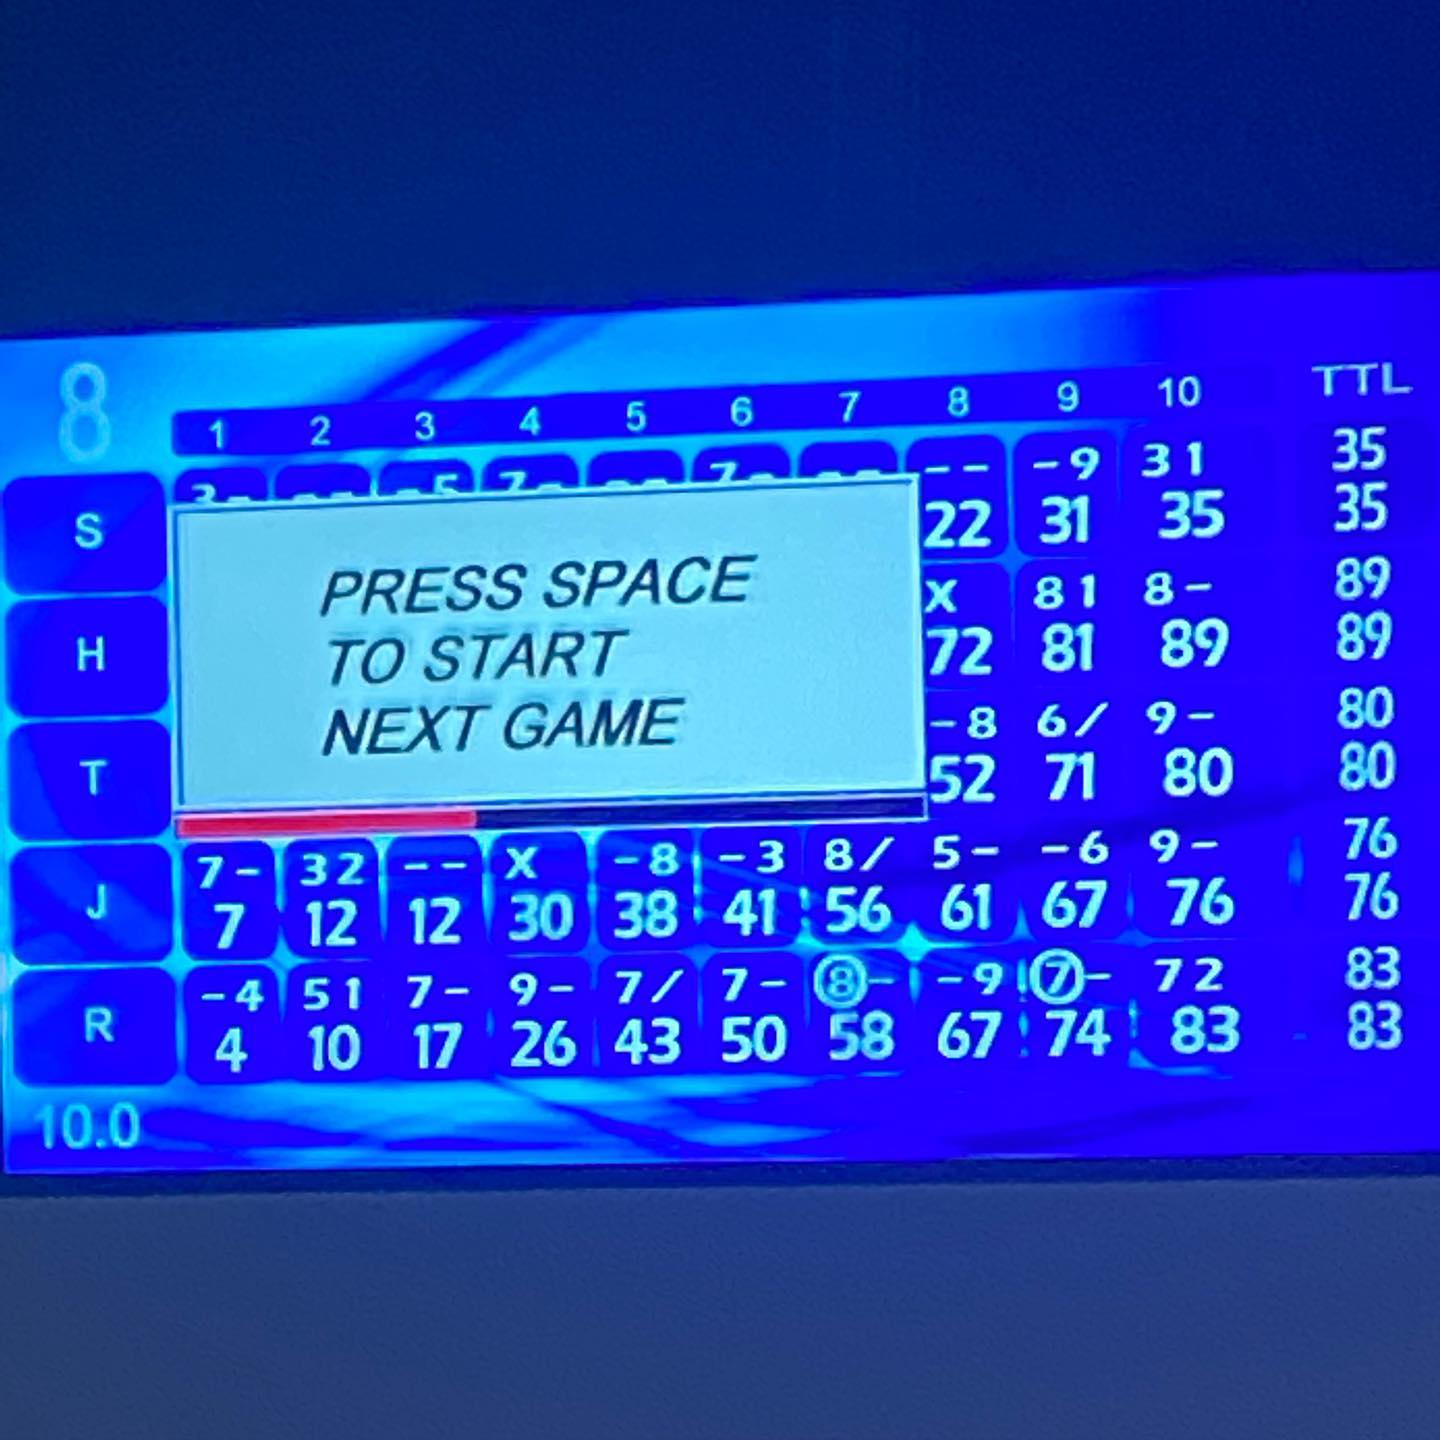 8
1 2 3 4 5 6 7 8 9 10 TTL
S 3- -- -5 7- -- 7- -- -- -9 31 35
22 31 35 35
PRESS SPACE
TO START
NEXT GAME
H X 81 8- 89
72 81 89 89
T -8 6/ 9- 80
52 71 80 80
J 7- 32 -- X -8 -3 8/ 5- -6 9- 76
7 12 12 30 38 41 56 61 67 76 76
R -4 51 7- 9- 7/ 7- 8- -9 7- 72 83
4 10 17 26 43 50 58 67 74 83 83
10.0